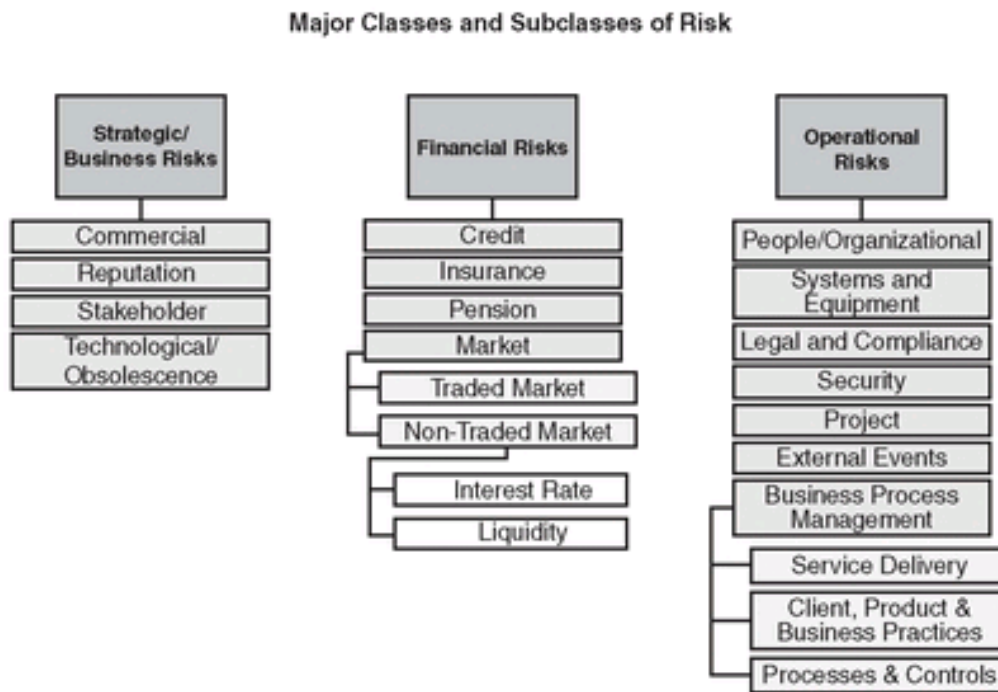 Major Classes and Subclasses of Risk
Strategic/
Business Risks
Commercial
Reputation
Stakeholder
Technological/
Obsolescence
Financial Risks
Credit
Insurance
Pension
Market
Traded Market
Non-Traded Market
Interest Rate
Liquidity
Operational
Risks
People/Organizational
Systems and
Equipment
Legal and Compliance
Security
Project
External Events
Business Process
Management
Service Delivery
Client, Product &
Business Practices
Processes & Controls